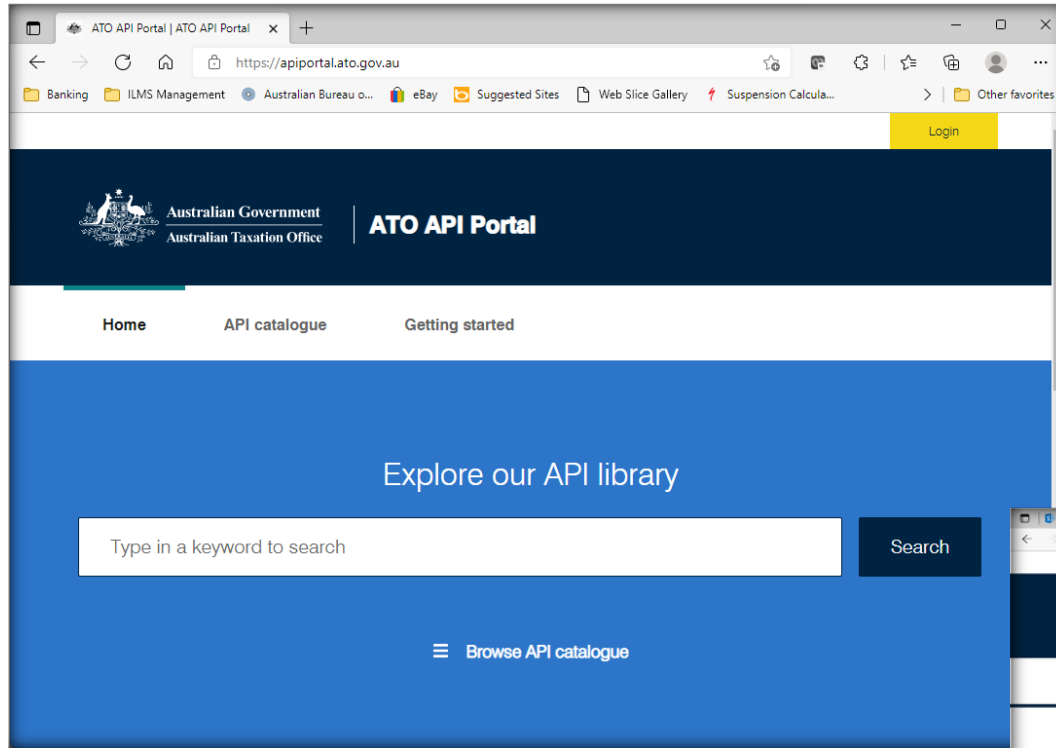 ATO API Portal | ATO API Portal
https://apiportal.ato.gov.au
Banking ILMS Management Australian Bureau o... eBay Suggested Sites Web Slice Gallery Suspension Calcula... Other favorites
Login
Australian Government
Australian Taxation Office
ATO API Portal
Home API catalogue Getting started
Explore our API library
Type in a keyword to search Search
Browse API catalogue